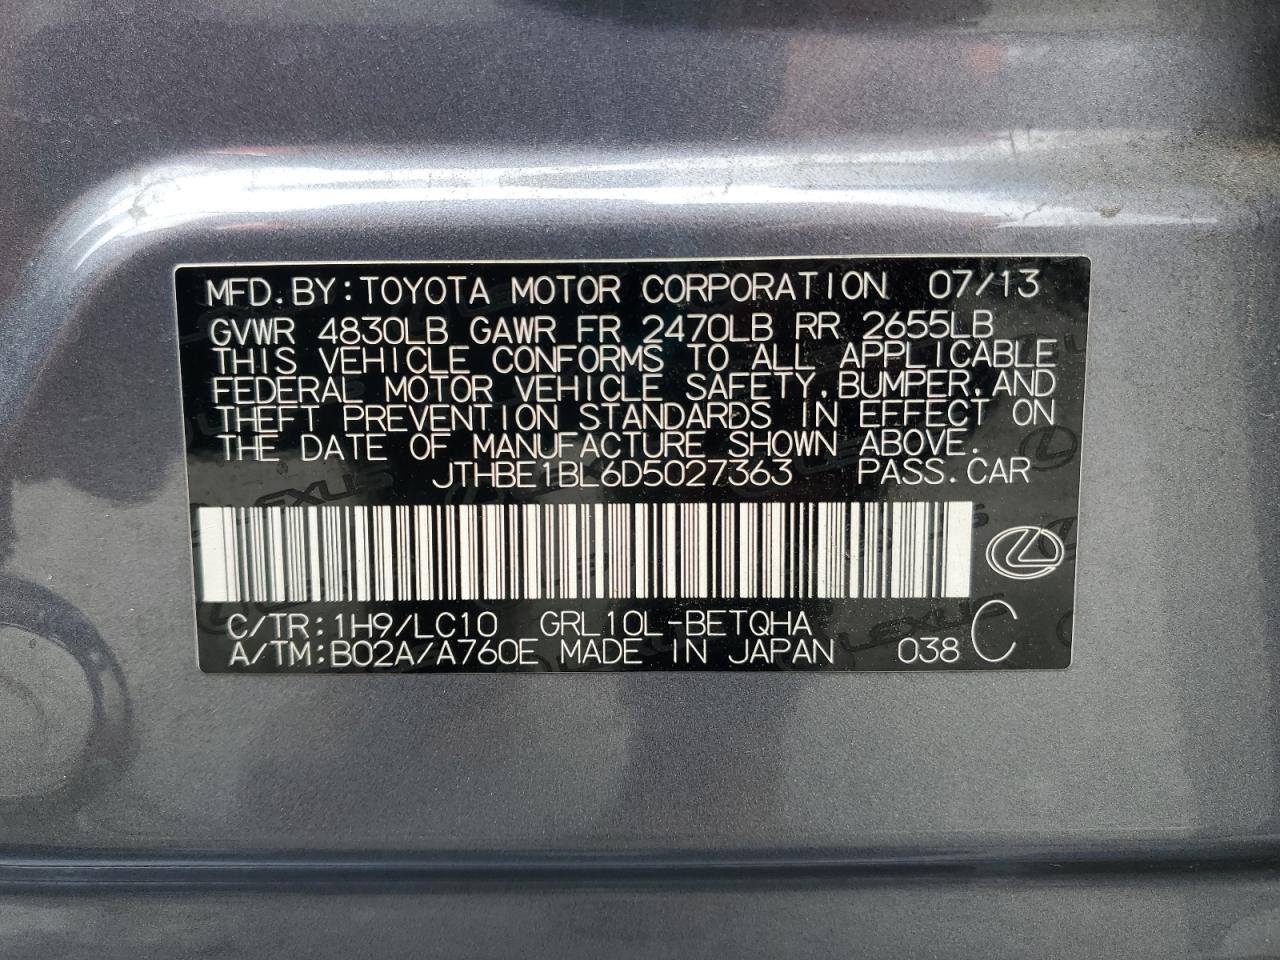 MFD.BY:TOYOTA MOTOR CORPORATION 07/13
GVWR 4830LB GAWR FR 2470LB RR 2655LB
THIS VEHICLE CONFORMS TO ALL APPLICABLE
FEDERAL MOTOR VEHICLE SAFETY,BUMPER,AND
THEFT PREVENTION STANDARDS IN EFFECT ON
THE DATE OF MANUFACTURE SHOWN ABOVE.
JTHBE1BL6D5027363 PASS.CAR
C/TR:1H9/LC10 GRL10L-BETQHA
A/TM:B02A/A760E MADE IN JAPAN 038 C